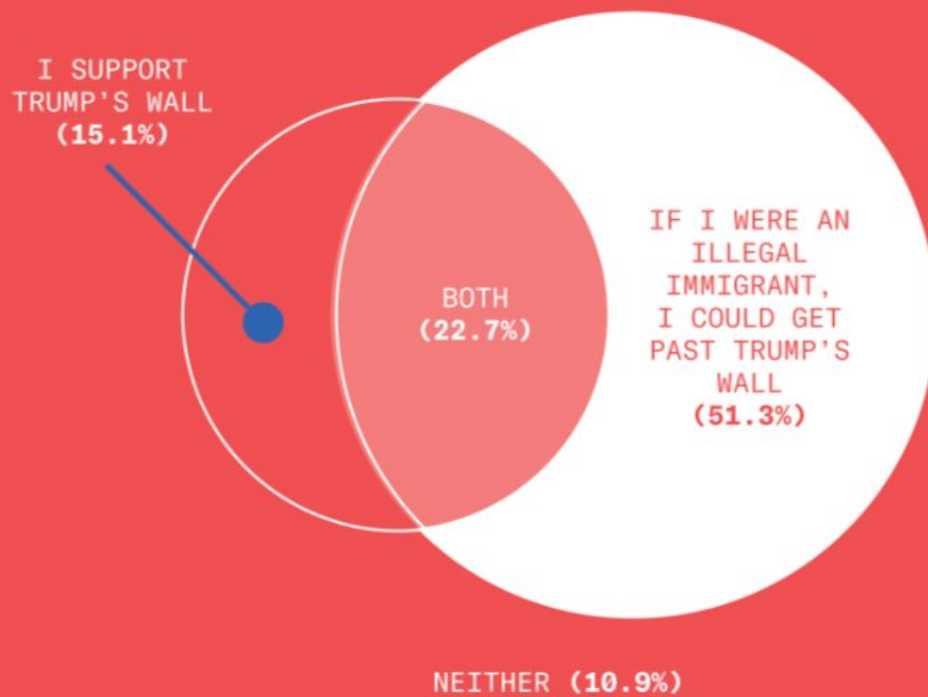 I SUPPORT
TRUMP'S WALL
(15.1%)
BOTH
(22.7%)
IF I WERE AN
ILLEGAL
IMMIGRANT,
I COULD GET
PAST TRUMP'S
WALL
(51.3%)
NEITHER (10.9%)